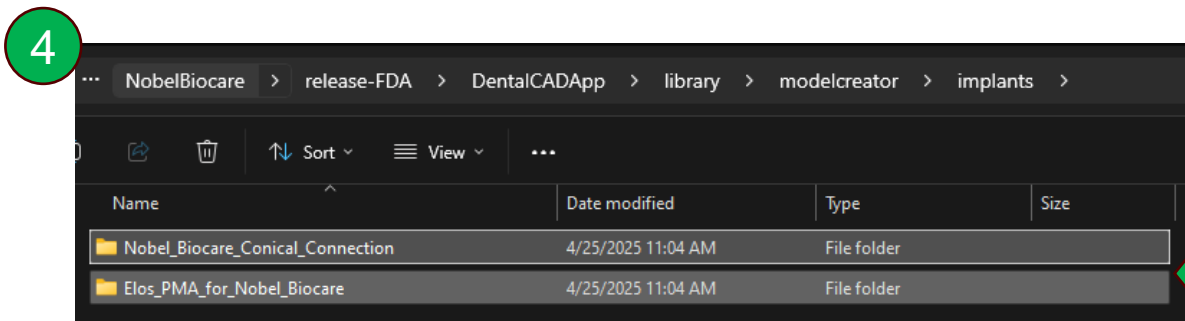 4
... NobelBiocare > release-FDA > DentalCADApp > library > modelcreator > implants >
Sort View ...
Name Date modified Type Size
Nobel_Biocare_Conical_Connection 4/25/2025 11:04 AM File folder
Elos_PMA_for_Nobel_Biocare 4/25/2025 11:04 AM File folder